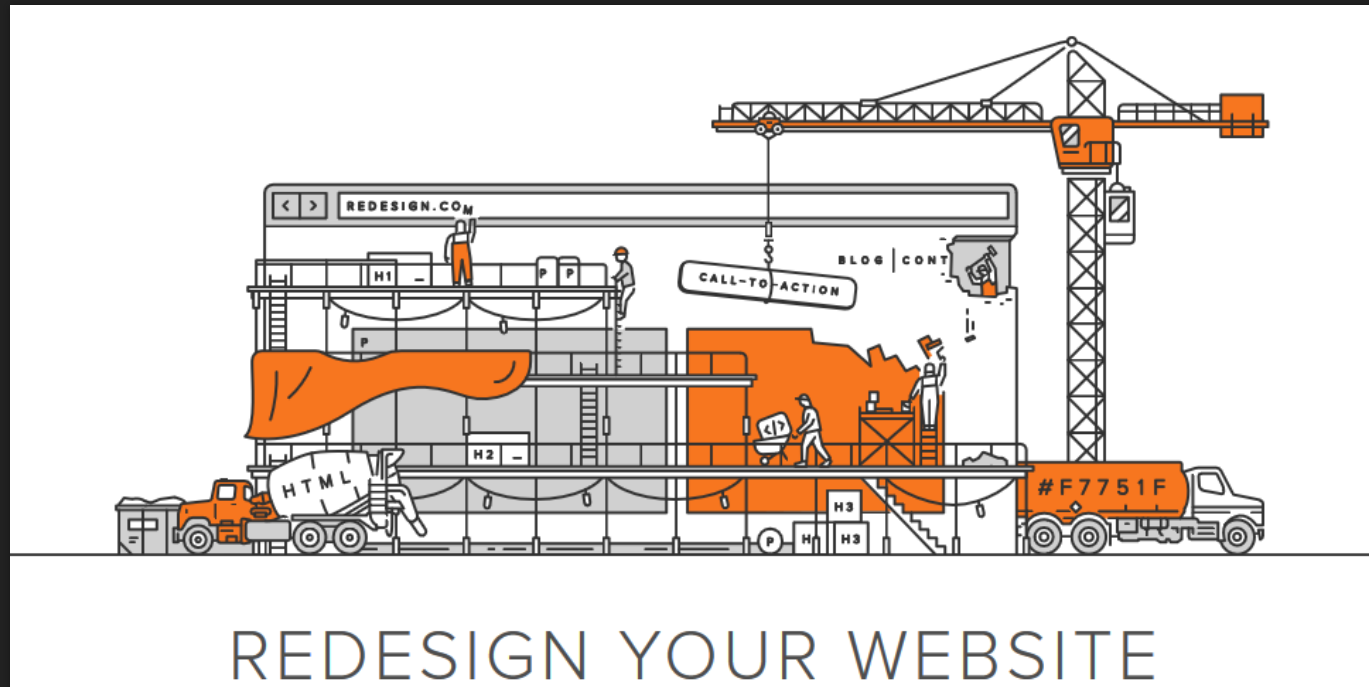 < >
REDESIGN.COM
H1 _
P P
CALL-TO-ACTION
BLOG | CONT
P
</>
H2 _
HTML
#F7751F
H3
P
H
H3
REDESIGN YOUR WEBSITE